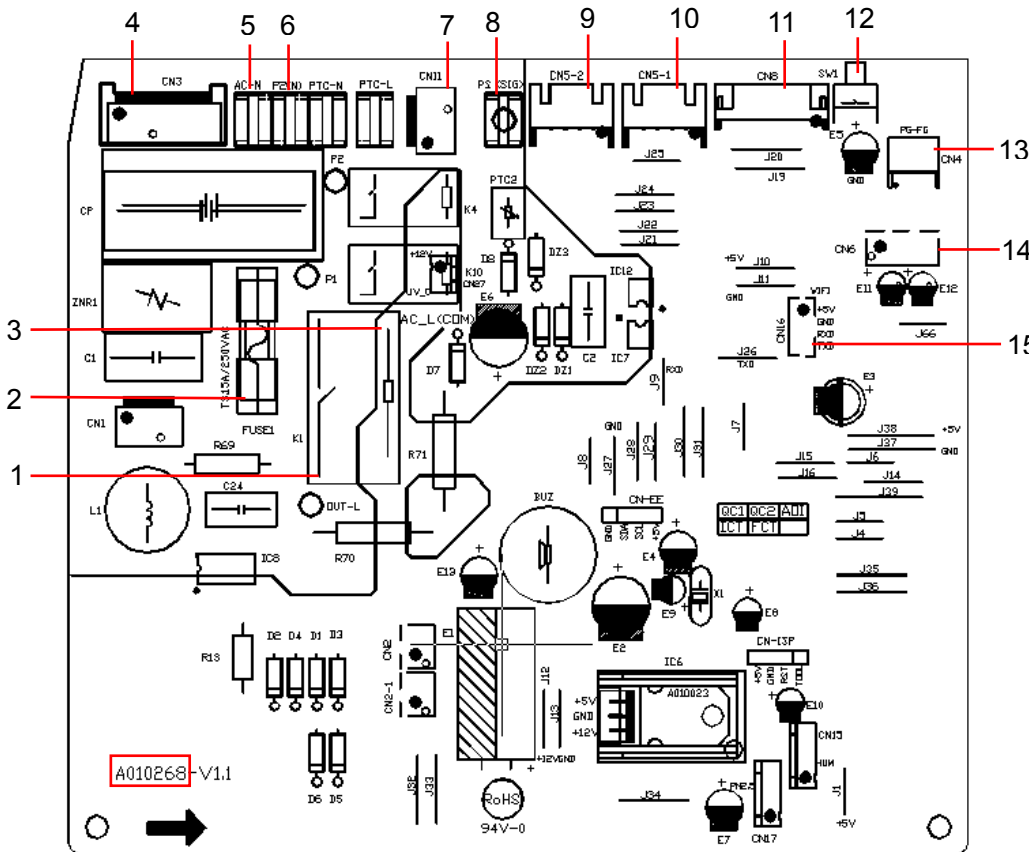 4 5 6 7 8 9 10 11 12
CN3 AC-N P2(N) PTC-N PTC-L CN11 P2 (SIG) CN5-2 CN5-1 CN8 SW1
E5 PG-FG
CN4 13
GND
J25 J20
J19
P2 PTC2
CP K4
J24
J23
J22
J21
CN6 14
D8 DZ3 IC12
+12V
K10
CN27
+5V J10
J11
GND
P1
ZNR1
E6
E11 E12
WIFI
+5V
GND
RXD
TXD
CN16
15
J66
3
AC_L(COM)
TS15A/250VAC
C1
D7 DZ2 DZ1 C2 IC7
J9 RXD
J26
TXD
E3
2
CN1 FUSE1
K1
R69 R71
GND
J8 J27 J28 J29 J30 J31 J7
J38 +5V
J37 GND
J15 J6
J16 J14
J39
1
L1 C24 OUT-L
BUZ
CN-EE
GND SDA SCL +5V
QC1 QC2 AOI
ICT FCT
J4
R70
IC8
E13 E4
J35
J36
E9 X1 E8
E2
R13 D2 D4 D1 D3
CN2 E1
CN2-1
J12
J13
CN-ISP
+5V GND RST TOOL
IC6
A010023
+5V
GND
+12V
E10
CN15
HUM
+12V GND
A010268-V1.1
D6 D5
J32 J33
RoHS
94V-0
J34
E7
CN17
J1
+5V